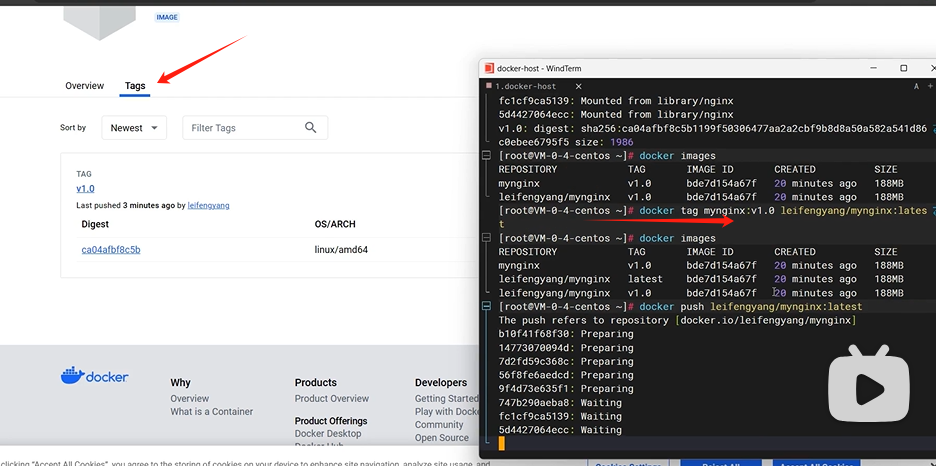 IMAGE
Overview
Tags
Sort by
Newest
Filter Tags
TAG
v1.0
Last pushed 3 minutes ago by leifengyang
Digest
OS/ARCH
ca04afbf8c5b
linux/amd64
docker
Why
Overview
What is a Container
Products
Product Overview
Product Offerings
Docker Desktop
Developers
Getting Started
Play with Docke
Community
Open Source
clicking "Accept All Cookies", you agree to the storing of cookies on your device to enhance site navigation, analyze site usage, and
Cookies Settings
Reject All
Accept All Cookies
docker-host - WindTerm
1.docker-host
A
fc1cf9ca5139: Mounted from library/nginx
5d4427064ecc: Mounted from library/nginx
v1.0: digest: sha256:ca04afbf8c5b1199f50306477aa2a2cbf9b8d8a50a582a541d86
c0ebee6795f5 size: 1986
[root@VM-0-4-centos ~]# docker images
REPOSITORY TAG IMAGE ID CREATED SIZE
mynginx v1.0 bde7d154a67f 20 minutes ago 188MB
leifengyang/mynginx v1.0 bde7d154a67f 20 minutes ago 188MB
[root@VM-0-4-centos ~]# docker tag mynginx:v1.0 leifengyang/mynginx:lates
t
[root@VM-0-4-centos ~]# docker images
REPOSITORY TAG IMAGE ID CREATED SIZE
mynginx v1.0 bde7d154a67f 20 minutes ago 188MB
leifengyang/mynginx latest bde7d154a67f 20 minutes ago 188MB
leifengyang/mynginx v1.0 bde7d154a67f 20 minutes ago 188MB
[root@VM-0-4-centos ~]# docker push leifengyang/mynginx:latest
The push refers to repository [docker.io/leifengyang/mynginx]
b10f41f68f30: Preparing
14773070094d: Preparing
7d2fd59c368c: Preparing
56f8fe6aedcd: Preparing
9f4d73e635f1: Preparing
747b290aeba8: Waiting
fc1cf9ca5139: Waiting
5d4427064ecc: Waiting